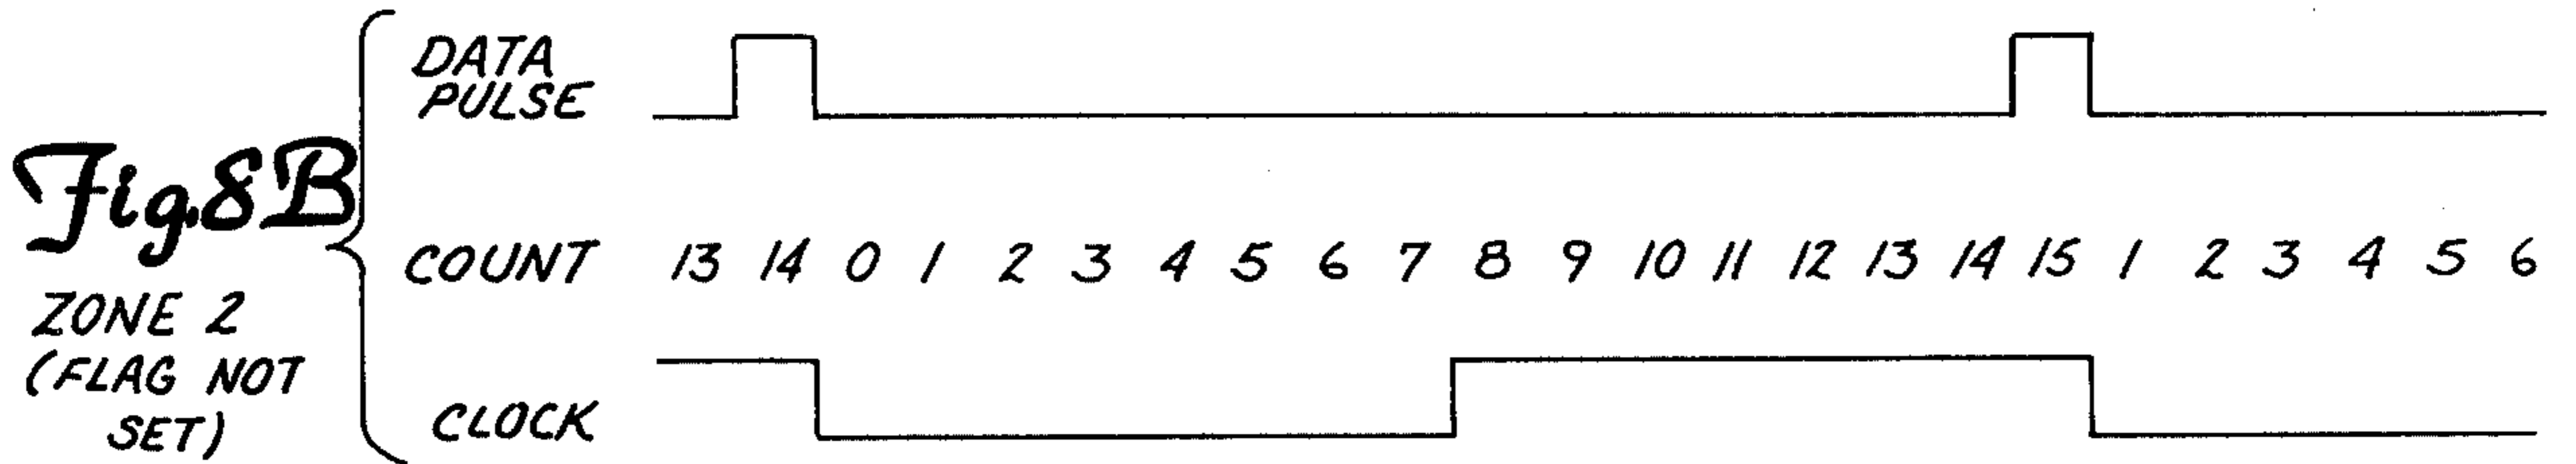 DATA
PULSE
Fig.8B
COUNT 13 14 0 1 2 3 4 5 6 7 8 9 10 11 12 13 14 15 1 2 3 4 5 6
ZONE 2
(FLAG NOT
SET)
CLOCK